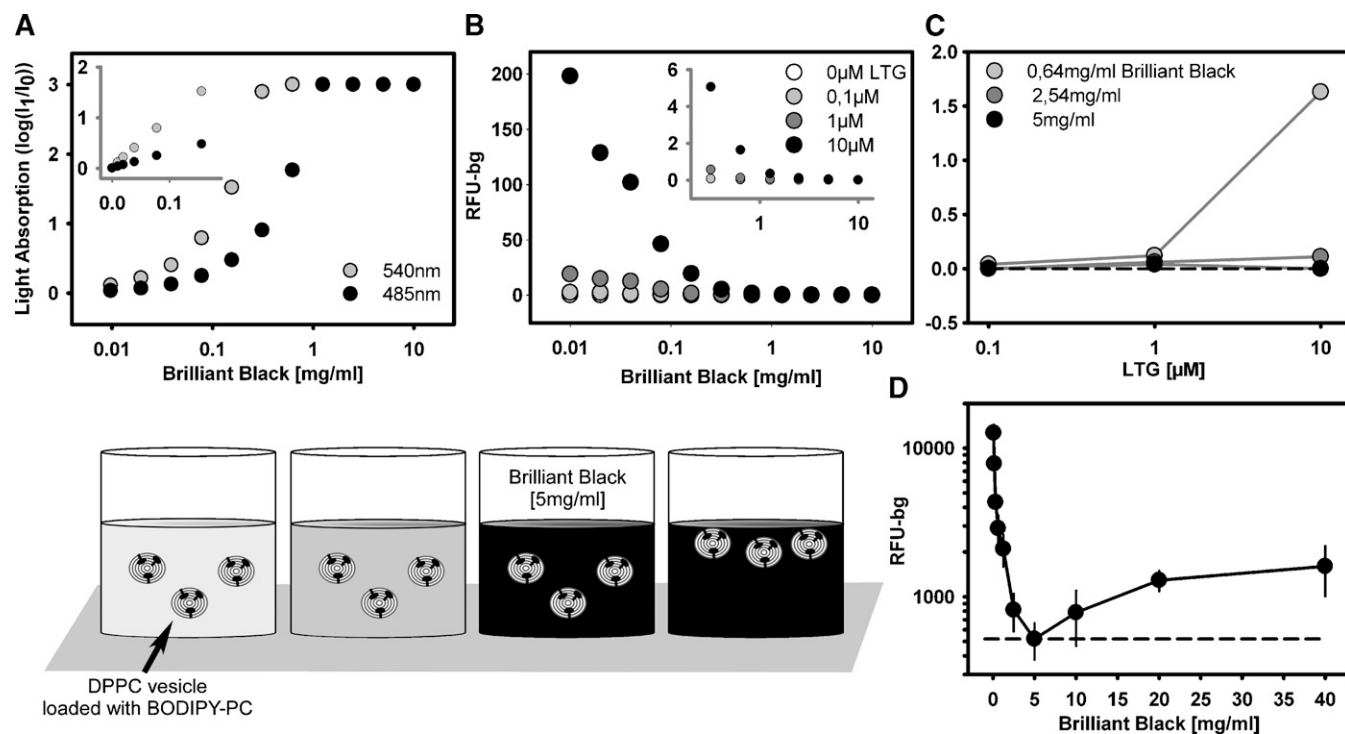 A
Light Absorption (log(I1/I0))
3
2
1
0
2
1
0
0.0
0.1
540nm
485nm
0.01
0.1
1
10
Brilliant Black [mg/ml]
B
RFU-bg
200
150
100
50
0
6
4
2
0
1
10
0µM LTG
0,1µM
1µM
10µM
0.01
0.1
1
10
Brilliant Black [mg/ml]
C
2.0
1.5
1.0
0.5
0.0
-0.5
0,64mg/ml Brilliant Black
2,54mg/ml
5mg/ml
0.1
1
10
LTG [µM]
Brilliant Black
[5mg/ml]
DPPC vesicle
loaded with BODIPY-PC
D
RFU-bg
10000
1000
0
5
10
15
20
25
30
35
40
Brilliant Black [mg/ml]